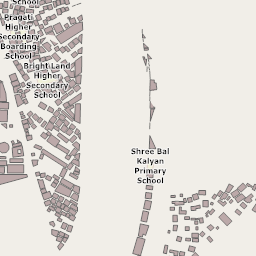 School
Pragati
Higher
Secondary
Boarding
School
Bright Land
Higher
Secondary
School
Shree Bal
Kalyan
Primary
School